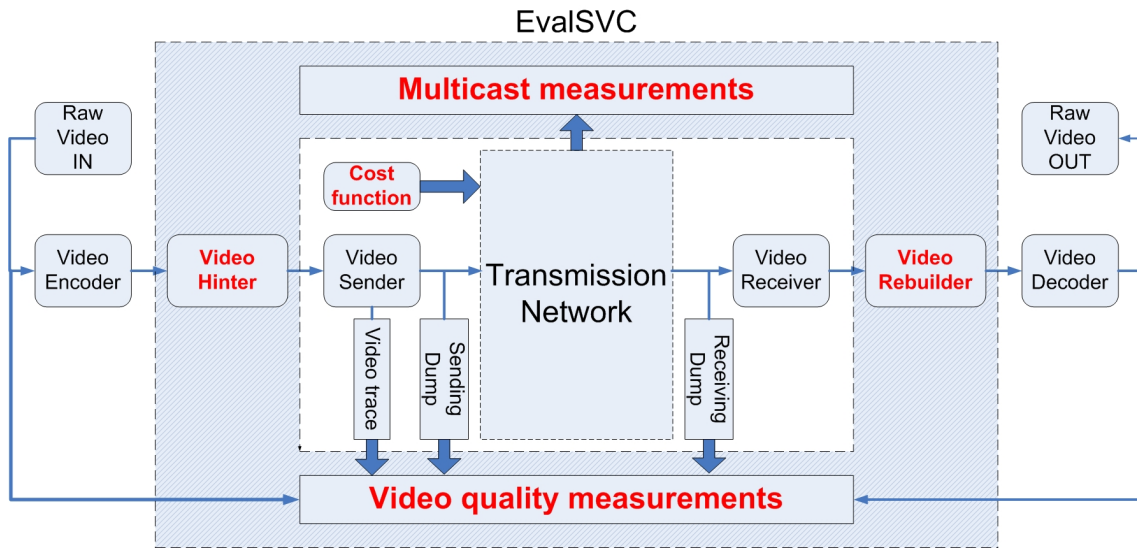 EvalSVC
Multicast measurements
Raw
Video
IN
Raw
Video
OUT
Cost
function
Video
Encoder
Video
Hinter
Video
Sender
Transmission
Network
Video
Receiver
Video
Rebuilder
Video
Decoder
Video trace
Sending
Dump
Receiving
Dump
Video quality measurements